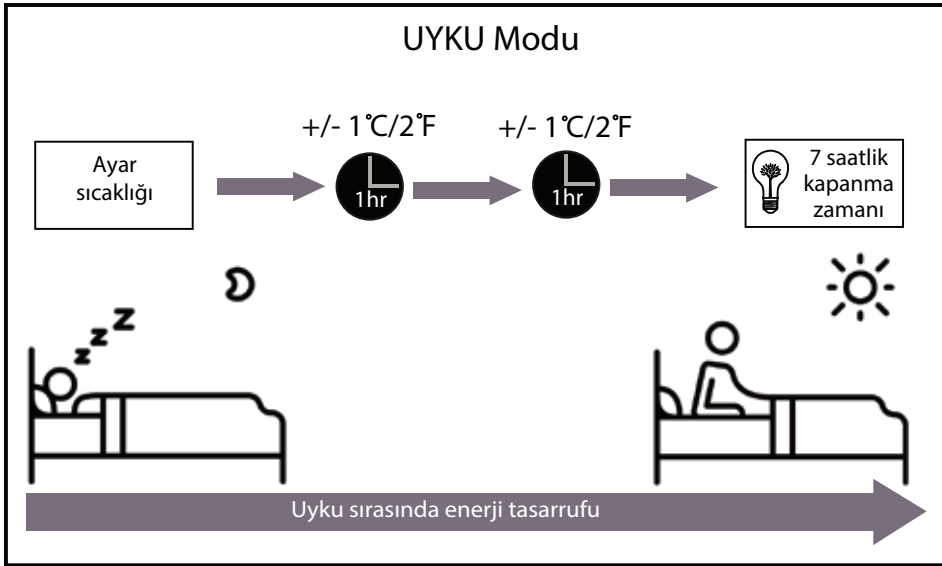 UYKU Modu
+/- 1°C/2°F
+/- 1°C/2°F
Ayar
sıcaklığı
1hr
1hr
7 saatlik
kapanma
zamanı
z z Z
Uyku sırasında enerji tasarrufu